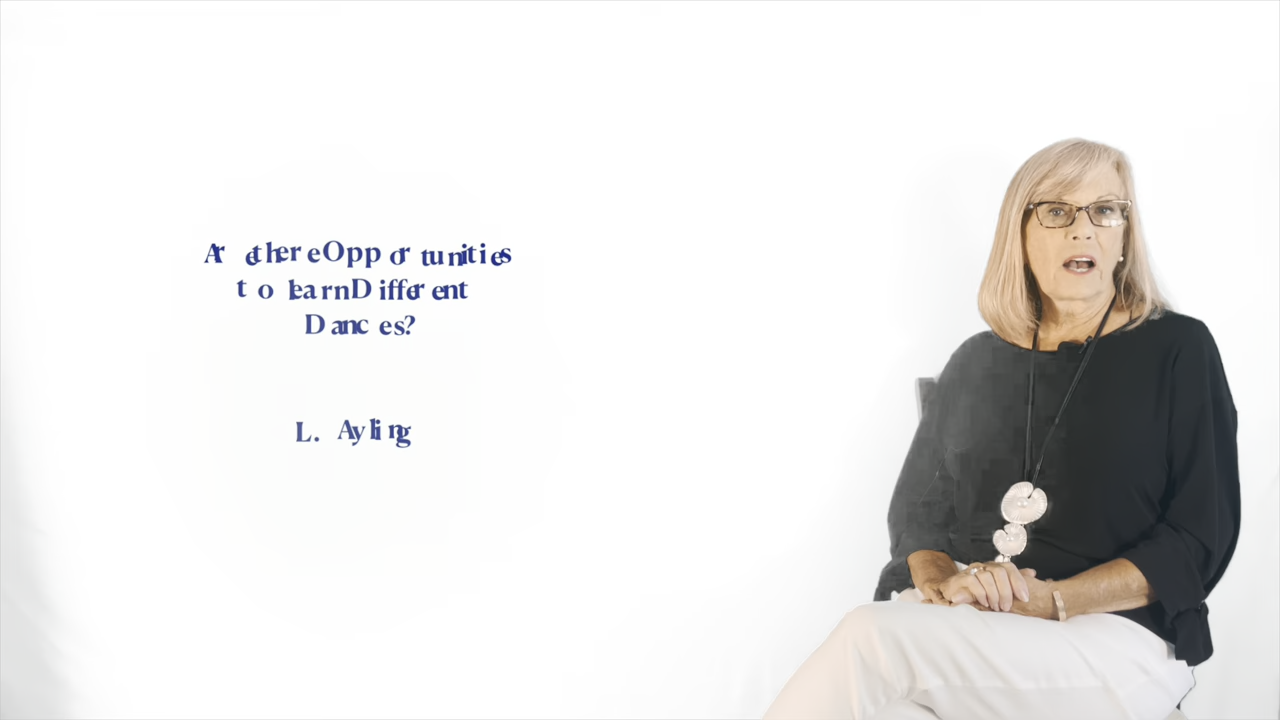 Are there Opportunities
to learn Different
Dances?
L. Ayling